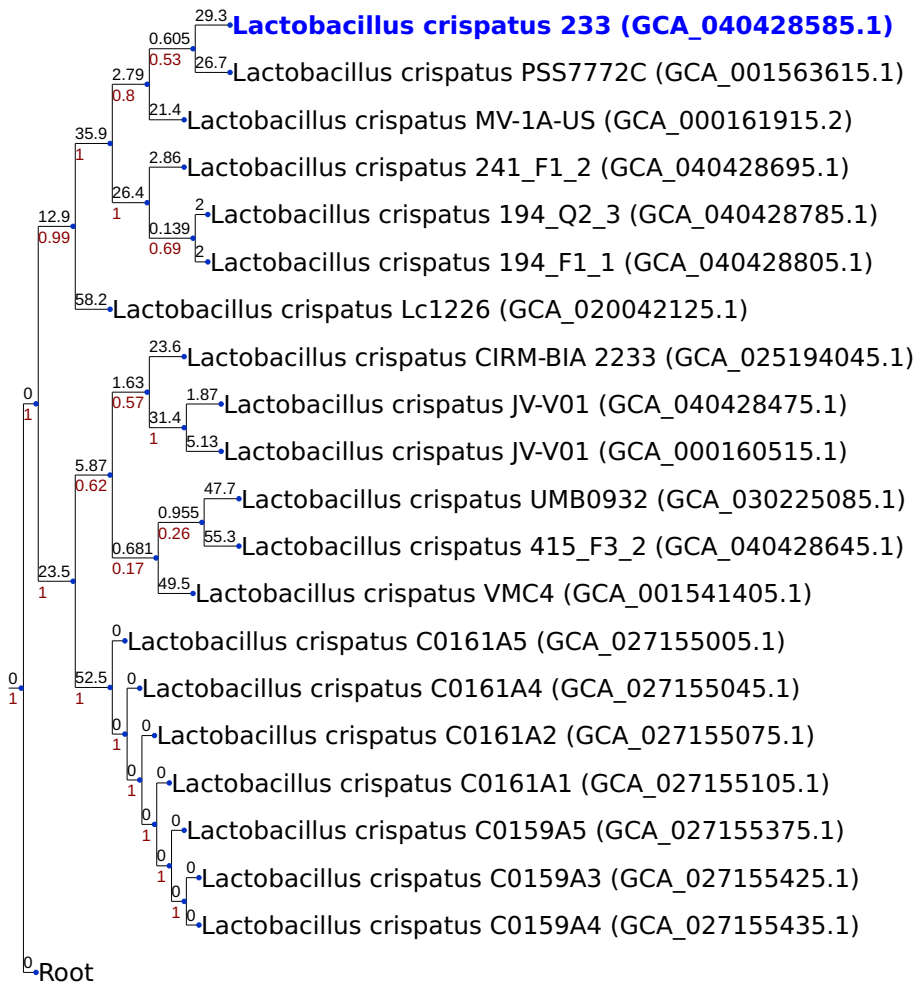 29.3
Lactobacillus crispatus 233 (GCA_040428585.1)
0.605
0.53
26.7
Lactobacillus crispatus PSS7772C (GCA_001563615.1)
2.79
0.8
21.4
Lactobacillus crispatus MV-1A-US (GCA_000161915.2)
35.9
1
2.86
Lactobacillus crispatus 241_F1_2 (GCA_040428695.1)
26.4
1
2
Lactobacillus crispatus 194_Q2_3 (GCA_040428785.1)
0.139
0.69
2
Lactobacillus crispatus 194_F1_1 (GCA_040428805.1)
12.9
0.99
58.2
Lactobacillus crispatus Lc1226 (GCA_020042125.1)
23.6
Lactobacillus crispatus CIRM-BIA 2233 (GCA_025194045.1)
1.63
0.57
1.87
Lactobacillus crispatus JV-V01 (GCA_040428475.1)
0
1
31.4
1
5.13
Lactobacillus crispatus JV-V01 (GCA_000160515.1)
5.87
0.62
47.7
Lactobacillus crispatus UMB0932 (GCA_030225085.1)
0.955
0.26
55.3
Lactobacillus crispatus 415_F3_2 (GCA_040428645.1)
0.681
0.17
49.5
Lactobacillus crispatus VMC4 (GCA_001541405.1)
23.5
1
0
Lactobacillus crispatus C0161A5 (GCA_027155005.1)
52.5
1
0
Lactobacillus crispatus C0161A4 (GCA_027155045.1)
0
1
0
1
0
Lactobacillus crispatus C0161A2 (GCA_027155075.1)
0
1
0
Lactobacillus crispatus C0161A1 (GCA_027155105.1)
0
1
0
Lactobacillus crispatus C0159A5 (GCA_027155375.1)
0
1
0
Lactobacillus crispatus C0159A3 (GCA_027155425.1)
0
1
0
Lactobacillus crispatus C0159A4 (GCA_027155435.1)
0
Root